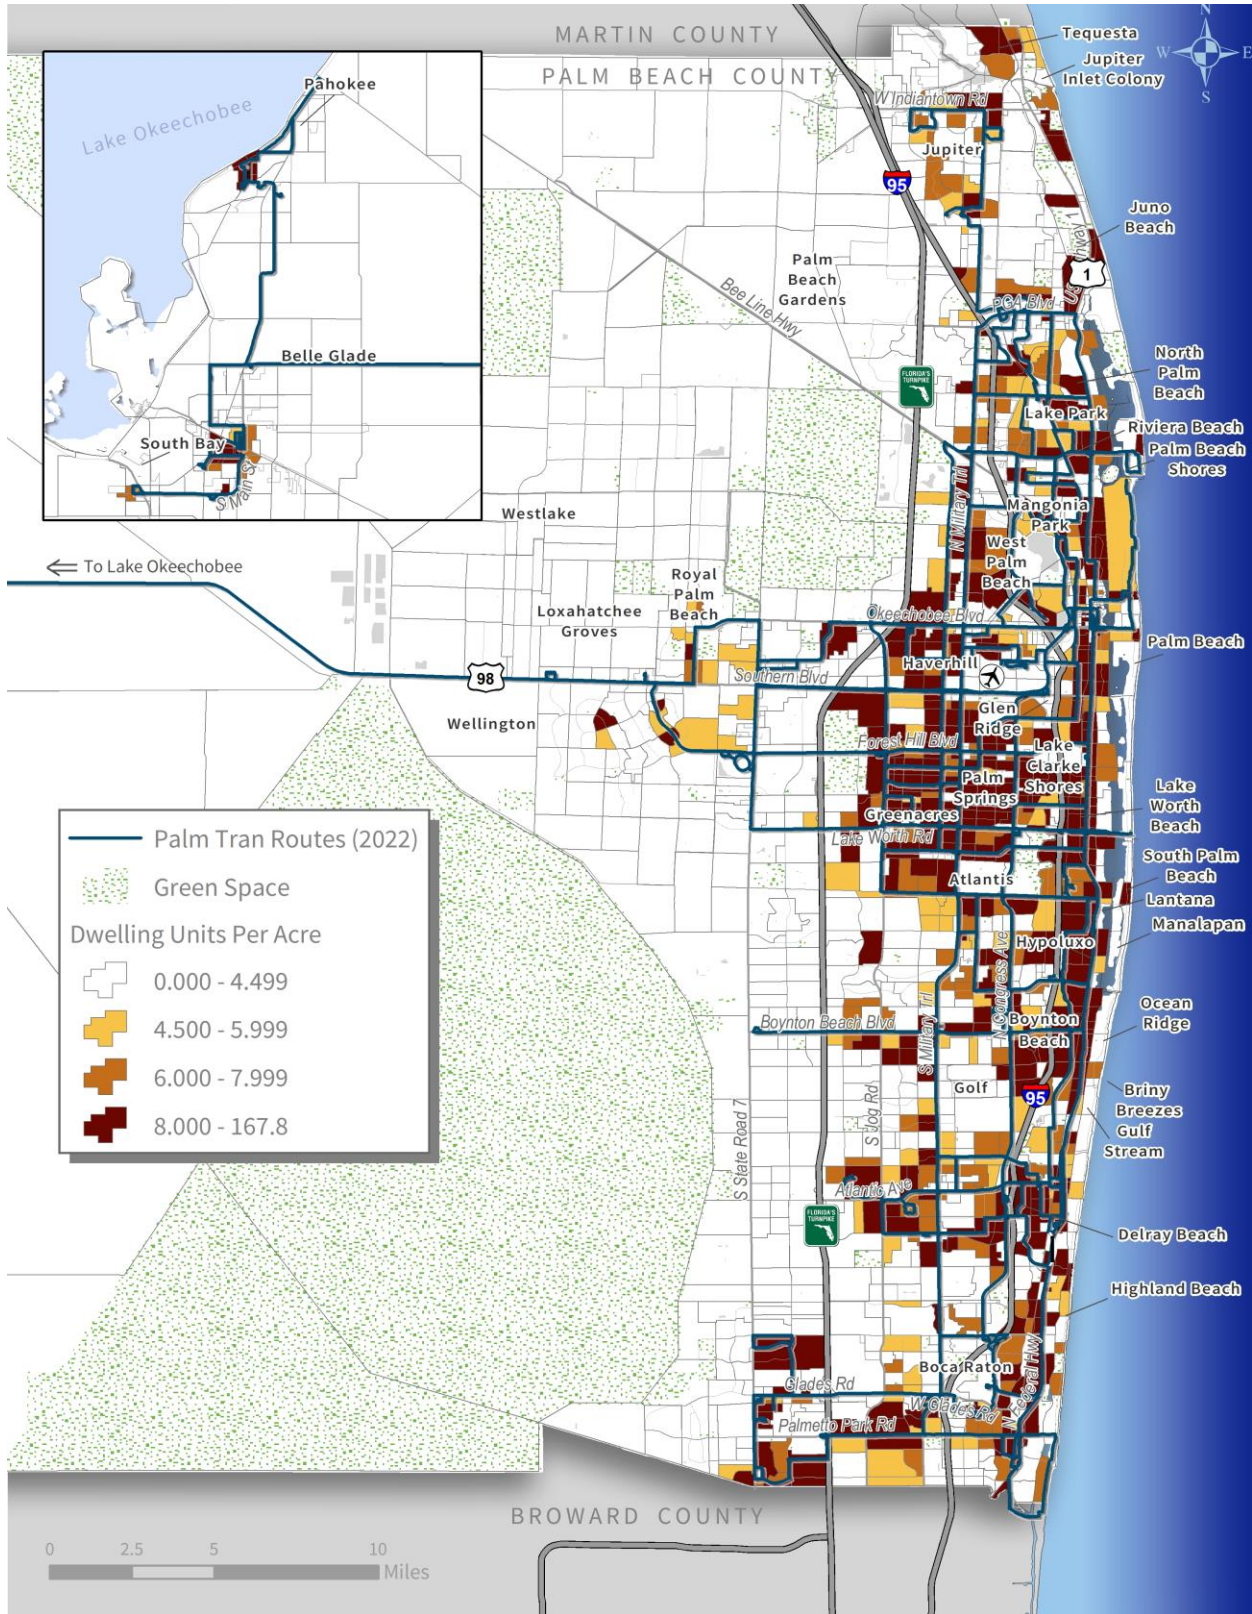 MARTIN COUNTY
PALM BEACH COUNTY
N
W
E
S
Tequesta
Jupiter
Inlet Colony
W Indiantown Rd
Jupiter
95
Juno
Beach
US Highway 1
1
Palm
Beach
Gardens
Bee Line Hwy
PGA Blvd
FLORIDA'S
TURNPIKE
North
Palm
Beach
Lake Park
Riviera Beach
Palm Beach
Shores
N Military Trl
Mangonia
Park
West
Palm
Beach
Pahokee
Lake Okeechobee
Belle Glade
South Bay
S Main St
Westlake
To Lake Okeechobee
Royal
Palm
Beach
Loxahatchee
Groves
Okeechobee Blvd
Palm Beach
Haverhill
98
Southern Blvd
Wellington
Glen
Ridge
Forest Hill Blvd
Lake
Clarke
Shores
Palm
Springs
Lake
Worth
Beach
Greenacres
Lake Worth Rd
South Palm
Beach
Atlantis
Lantana
Manalapan
Hypoluxo
N Congress Ave
Ocean
Ridge
Boynton Beach Blvd
Boynton
Beach
S Military Trl
Golf
95
Briny
Breezes
Gulf
Stream
S Jog Rd
S State Road 7
Atlantic Ave
FLORIDA'S
TURNPIKE
Delray Beach
Highland Beach
Boca Raton
N Federal Hwy
Glades Rd
W Glades Rd
Palmetto Park Rd
Palm Tran Routes (2022)
Green Space
Dwelling Units Per Acre
0.000 - 4.499
4.500 - 5.999
6.000 - 7.999
8.000 - 167.8
BROWARD COUNTY
0 2.5 5 10
Miles